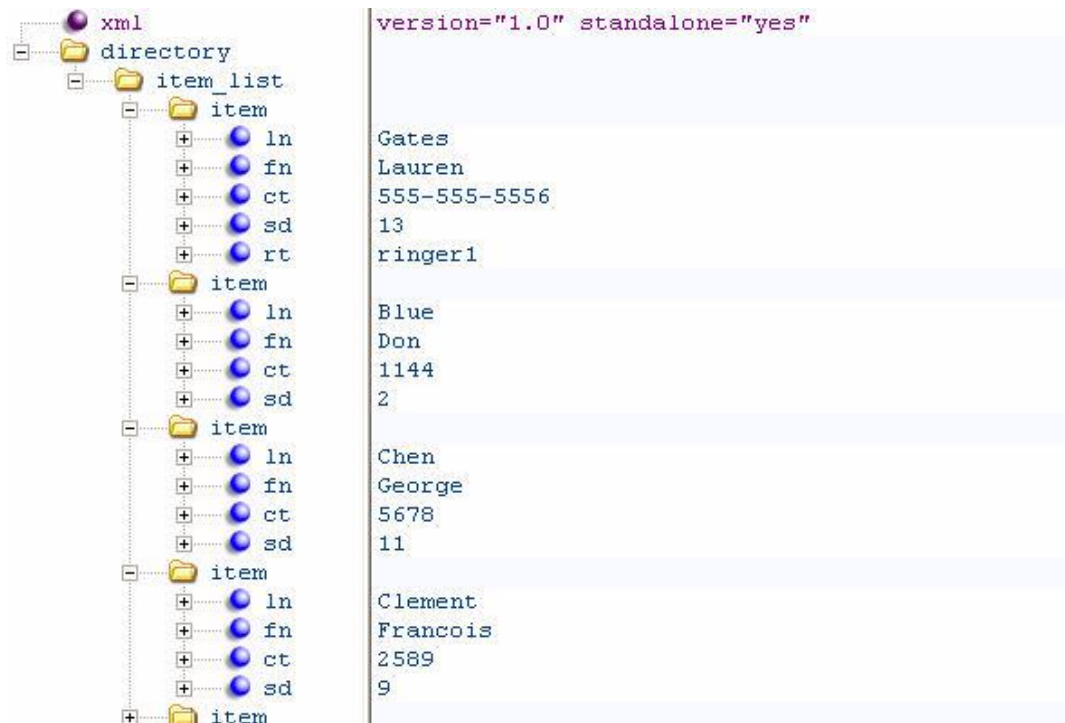 xml version="1.0" standalone="yes"
directory
item_list
item
ln Gates
fn Lauren
ct 555-555-5556
sd 13
rt ringer1
item
ln Blue
fn Don
ct 1144
sd 2
item
ln Chen
fn George
ct 5678
sd 11
item
ln Clement
fn Francois
ct 2589
sd 9
item